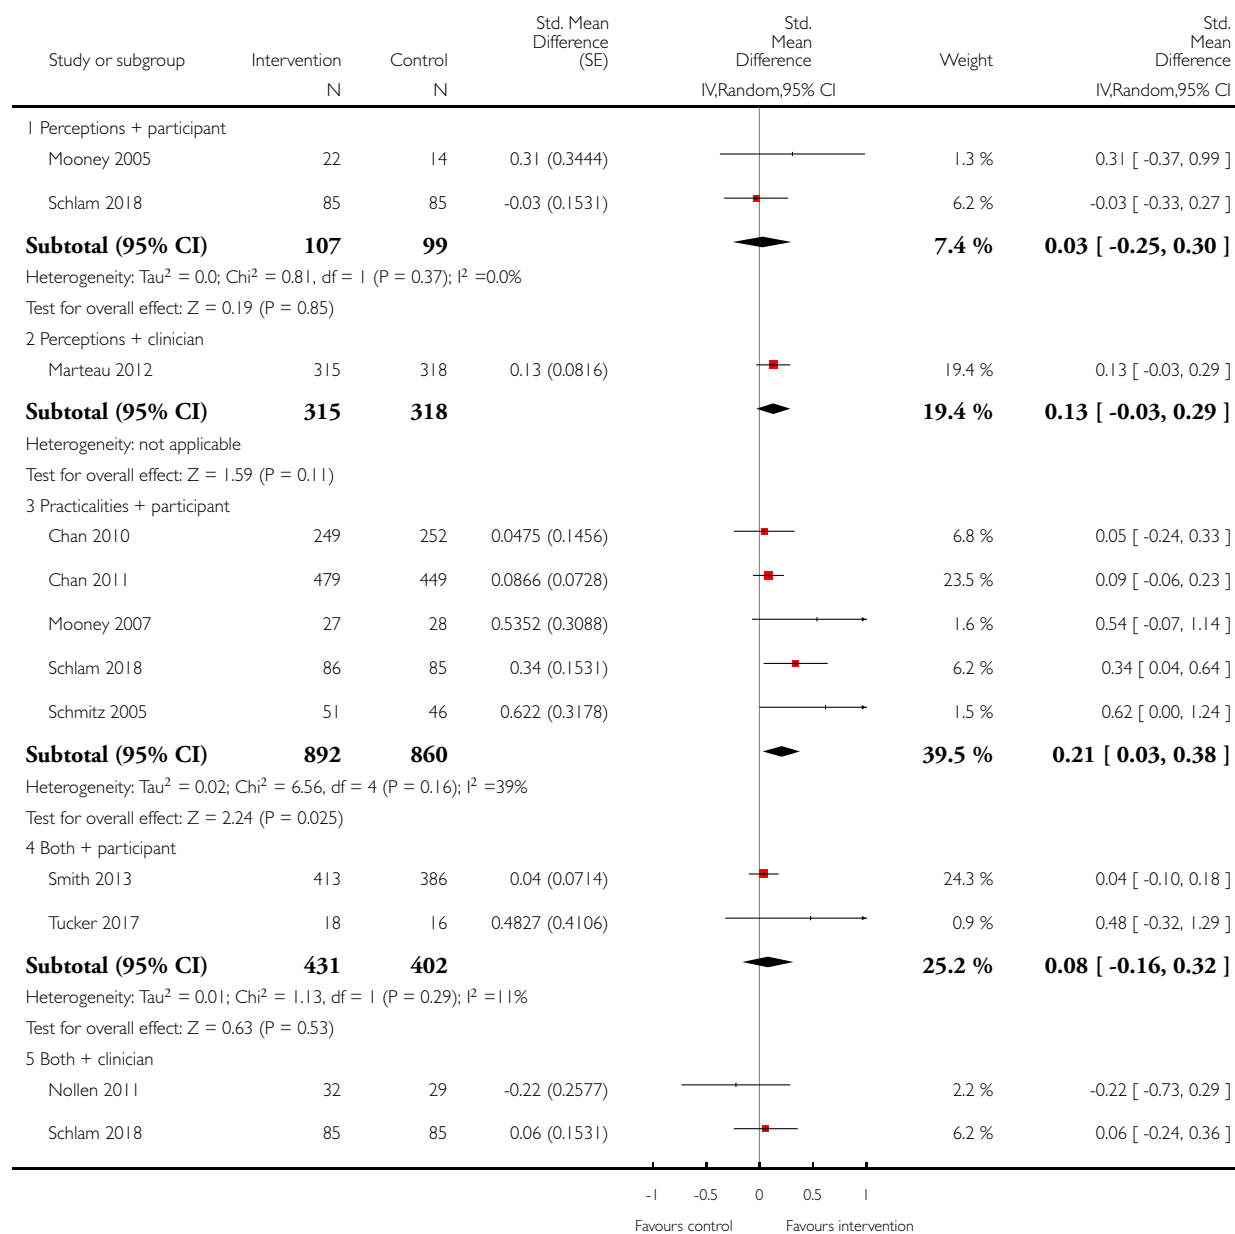 Study or subgroup Intervention Control Std. Mean Difference (SE) Std. Mean Difference Weight Std. Mean Difference
N N IV,Random,95% CI IV,Random,95% CI
1 Perceptions + participant
Mooney 2005 22 14 0.31 (0.3444) 1.3 % 0.31 [ -0.37, 0.99 ]
Schlam 2018 85 85 -0.03 (0.1531) 6.2 % -0.03 [ -0.33, 0.27 ]
Subtotal (95% CI) 107 99 7.4 % 0.03 [ -0.25, 0.30 ]
Heterogeneity: Tau² = 0.0; Chi² = 0.81, df = 1 (P = 0.37); I² =0.0%
Test for overall effect: Z = 0.19 (P = 0.85)
2 Perceptions + clinician
Marteau 2012 315 318 0.13 (0.0816) 19.4 % 0.13 [ -0.03, 0.29 ]
Subtotal (95% CI) 315 318 19.4 % 0.13 [ -0.03, 0.29 ]
Heterogeneity: not applicable
Test for overall effect: Z = 1.59 (P = 0.11)
3 Practicalities + participant
Chan 2010 249 252 0.0475 (0.1456) 6.8 % 0.05 [ -0.24, 0.33 ]
Chan 2011 479 449 0.0866 (0.0728) 23.5 % 0.09 [ -0.06, 0.23 ]
Mooney 2007 27 28 0.5352 (0.3088) 1.6 % 0.54 [ -0.07, 1.14 ]
Schlam 2018 86 85 0.34 (0.1531) 6.2 % 0.34 [ 0.04, 0.64 ]
Schmitz 2005 51 46 0.622 (0.3178) 1.5 % 0.62 [ 0.00, 1.24 ]
Subtotal (95% CI) 892 860 39.5 % 0.21 [ 0.03, 0.38 ]
Heterogeneity: Tau² = 0.02; Chi² = 6.56, df = 4 (P = 0.16); I² =39%
Test for overall effect: Z = 2.24 (P = 0.025)
4 Both + participant
Smith 2013 413 386 0.04 (0.0714) 24.3 % 0.04 [ -0.10, 0.18 ]
Tucker 2017 18 16 0.4827 (0.4106) 0.9 % 0.48 [ -0.32, 1.29 ]
Subtotal (95% CI) 431 402 25.2 % 0.08 [ -0.16, 0.32 ]
Heterogeneity: Tau² = 0.01; Chi² = 1.13, df = 1 (P = 0.29); I² =11%
Test for overall effect: Z = 0.63 (P = 0.53)
5 Both + clinician
Nollen 2011 32 29 -0.22 (0.2577) 2.2 % -0.22 [ -0.73, 0.29 ]
Schlam 2018 85 85 0.06 (0.1531) 6.2 % 0.06 [ -0.24, 0.36 ]
-1 -0.5 0 0.5 1
Favours control Favours intervention